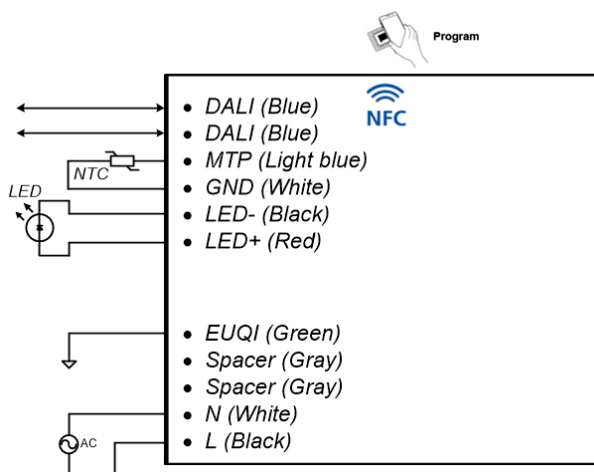 Program
NFC
DALI (Blue)
DALI (Blue)
MTP (Light blue)
NTC
GND (White)
LED
LED- (Black)
LED+ (Red)
EUQI (Green)
Spacer (Gray)
Spacer (Gray)
N (White)
AC
L (Black)